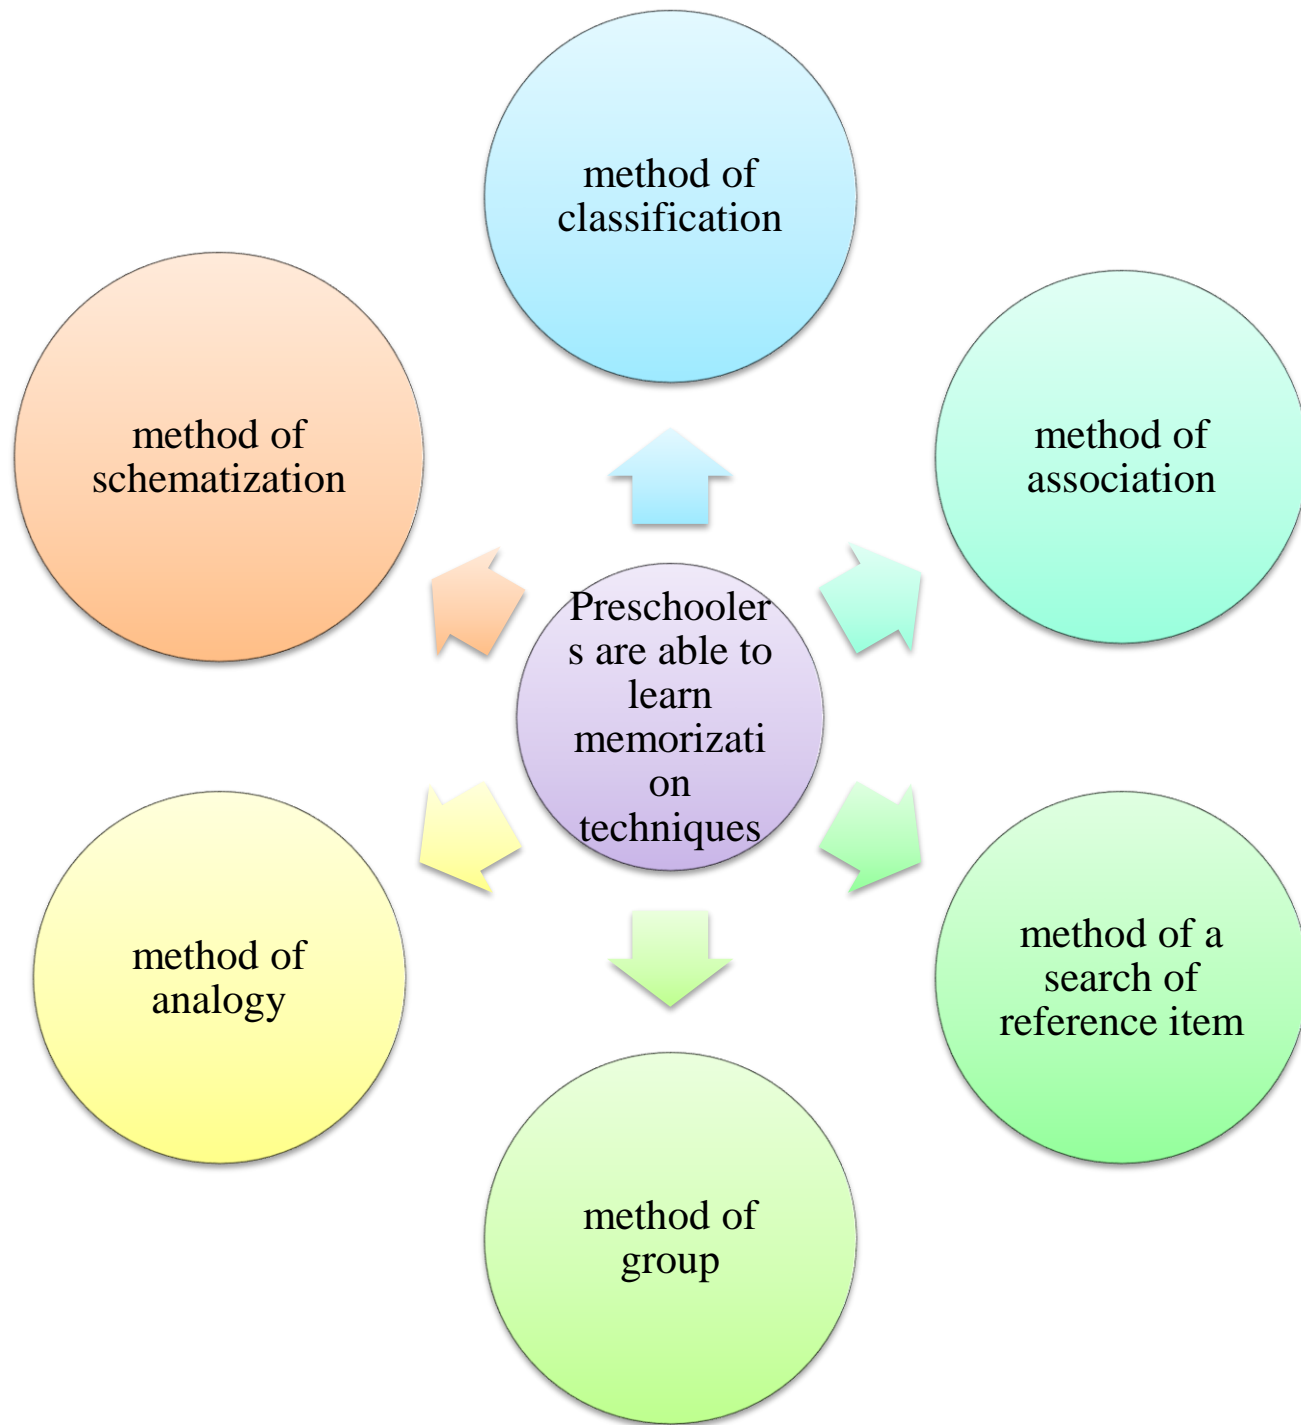 method of
classification
method of
schematization
method of
association
Preschooler
s are able to
learn
memorizati
on
techniques
method of
analogy
method of a
search of
reference item
method of
group